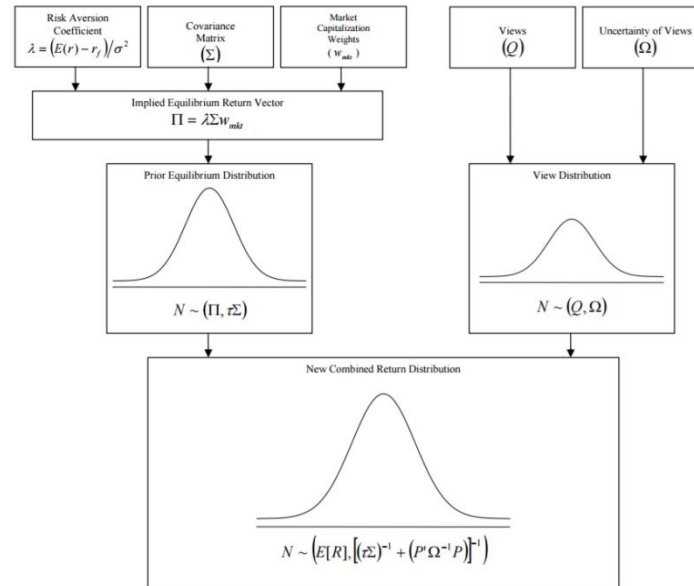 Risk Aversion
Coefficient
λ = (E(r) − r_f)/σ²
Covariance
Matrix
(Σ)
Market
Capitalization
Weights
(w_mkt)
Views
(Q)
Uncertainty of Views
(Ω)
Implied Equilibrium Return Vector
Π = λΣw_mkt
Prior Equilibrium Distribution
N ~ (Π, τΣ)
View Distribution
N ~ (Q, Ω)
New Combined Return Distribution
N ~ (E[R], [(τΣ)⁻¹ + (P'Ω⁻¹P)]⁻¹)